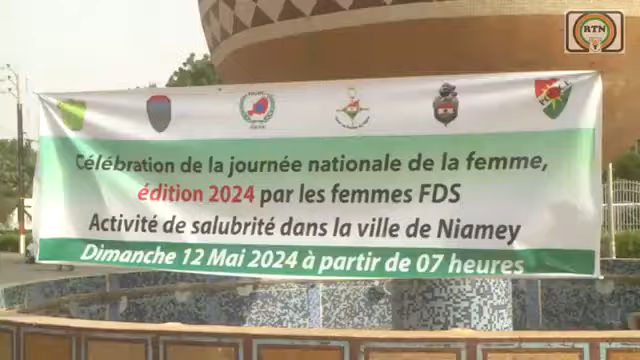 RTN
Célébration de la journée nationale de la femme,
édition 2024 par les femmes FDS
Activité de salubrité dans la ville de Niamey
Dimanche 12 Mai 2024 à partir de 07 heures